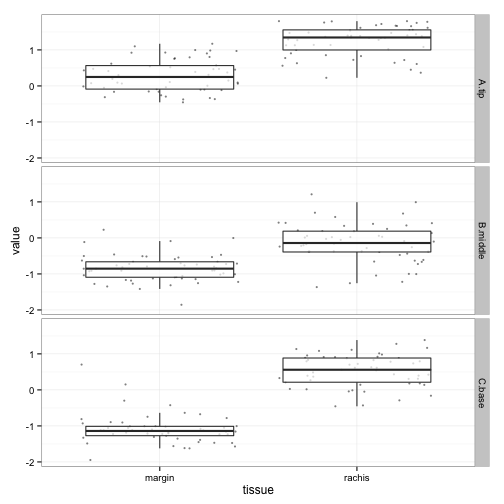 1
0
-1
-2
A.tip
1
0
-1
-2
B.middle
1
0
-1
-2
C.base
value
margin rachis
tissue